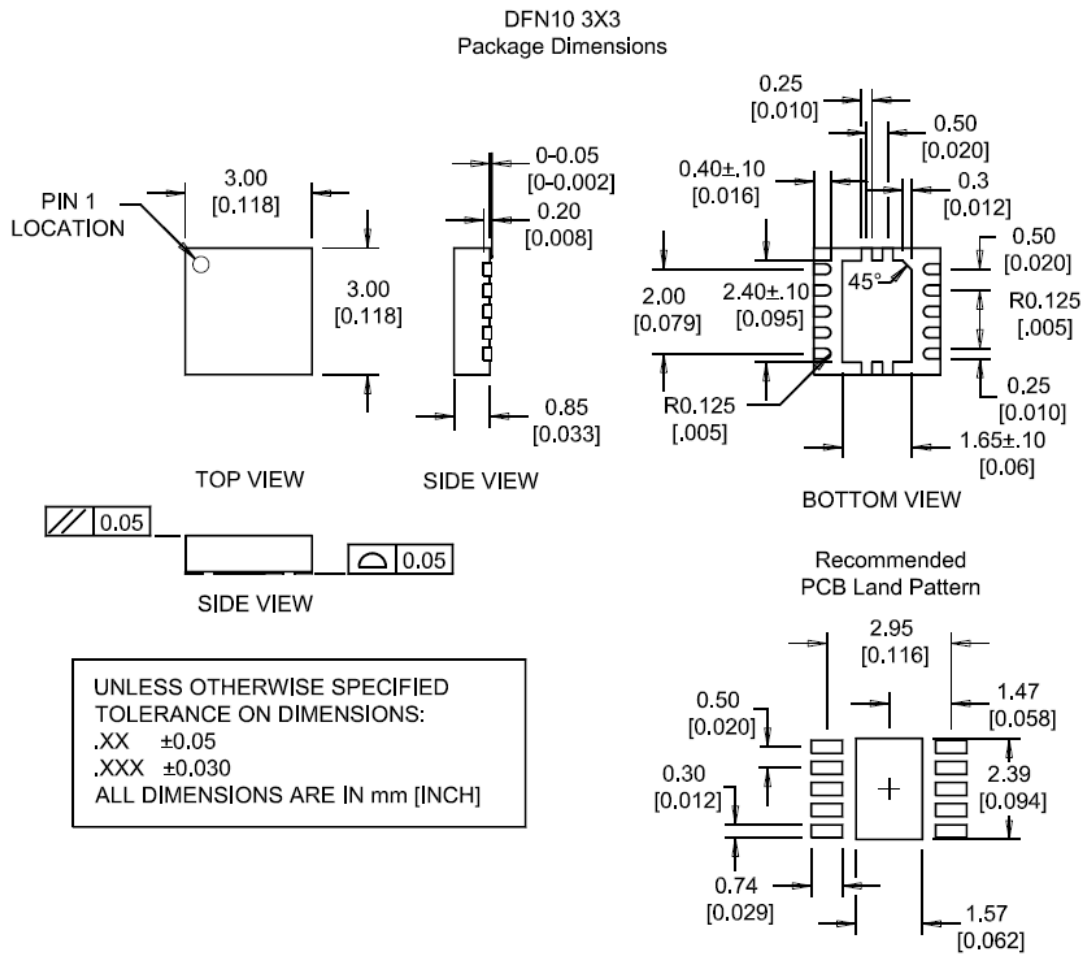 DFN10 3X3
Package Dimensions
0.25
[0.010]
0.50
[0.020]
0-0.05
[0-0.002]
0.40±.10
[0.016]
0.3
[0.012]
3.00
[0.118]
PIN 1
LOCATION
0.20
[0.008]
0.50
[0.020]
45°
3.00
[0.118]
2.00
[0.079]
2.40±.10
[0.095]
R0.125
[.005]
0.85
[0.033]
R0.125
[.005]
0.25
[0.010]
1.65±.10
[0.06]
TOP VIEW
SIDE VIEW
BOTTOM VIEW
// 0.05
⌓ 0.05
SIDE VIEW
Recommended
PCB Land Pattern
2.95
[0.116]
0.50
[0.020]
1.47
[0.058]
0.30
[0.012]
2.39
[0.094]
0.74
[0.029]
1.57
[0.062]
UNLESS OTHERWISE SPECIFIED
TOLERANCE ON DIMENSIONS:
.XX ±0.05
.XXX ±0.030
ALL DIMENSIONS ARE IN mm [INCH]